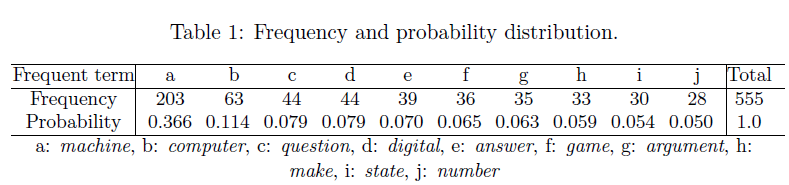 Table 1: Frequency and probability distribution.
Frequent term a b c d e f g h i j Total
Frequency 203 63 44 44 39 36 35 33 30 28 555
Probability 0.366 0.114 0.079 0.079 0.070 0.065 0.063 0.059 0.054 0.050 1.0
a: machine, b: computer, c: question, d: digital, e: answer, f: game, g: argument, h:
make, i: state, j: number